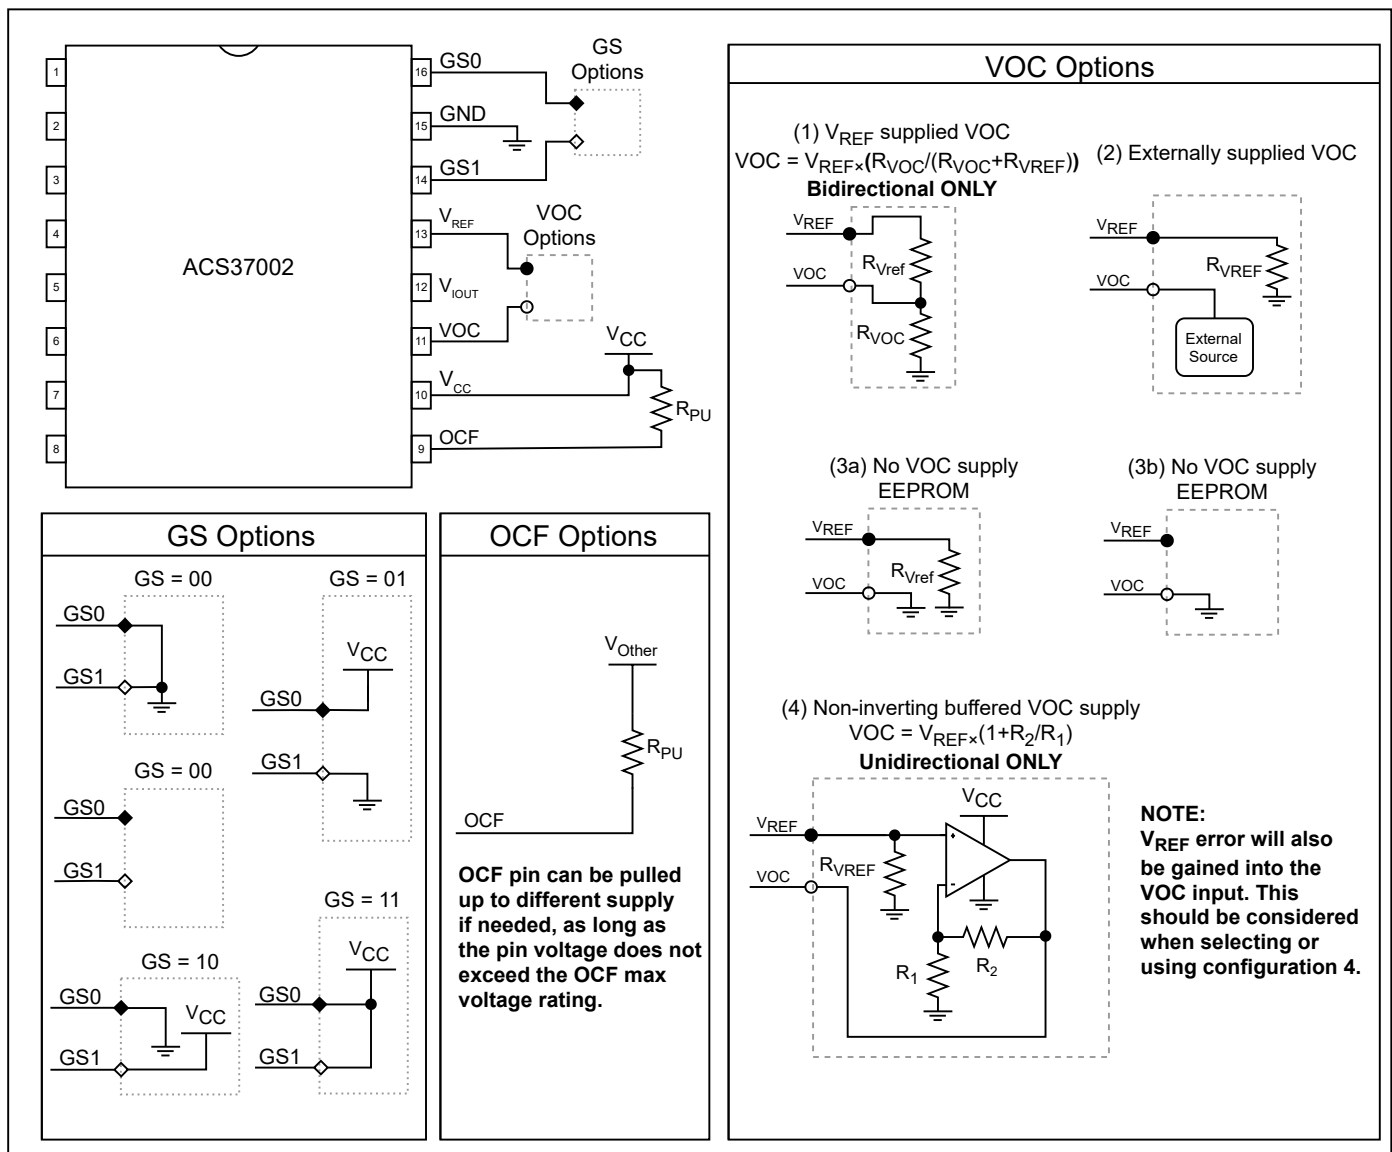 ACS37002
1
2
3
4
5
6
7
8
16
15
14
13
12
11
10
9
GS0
GND
GS1
VREF
VIOUT
VOC
VCC
OCF
GS
Options
VOC
Options
VCC
RPU
GS Options
GS = 00
GS0
GS1
GS = 01
VCC
GS0
GS1
GS = 00
GS0
GS1
GS = 11
VCC
GS0
GS1
GS = 10
GS0
VCC
GS1
OCF Options
VOther
RPU
OCF
OCF pin can be pulled
up to different supply
if needed, as long as
the pin voltage does not
exceed the OCF max
voltage rating.
VOC Options
(1) VREF supplied VOC
VOC = VREF×(RVOC/(RVOC+RVREF))
Bidirectional ONLY
VREF
RVref
VOC
RVOC
(2) Externally supplied VOC
VREF
RVREF
VOC
External
Source
(3a) No VOC supply
EEPROM
VREF
RVref
VOC
(3b) No VOC supply
EEPROM
VREF
VOC
(4) Non-inverting buffered VOC supply
VOC = VREF×(1+R2/R1)
Unidirectional ONLY
VCC
VREF
+
RVREF
VOC
-
R1
R2
NOTE:
VREF error will also
be gained into the
VOC input. This
should be considered
when selecting or
using configuration 4.